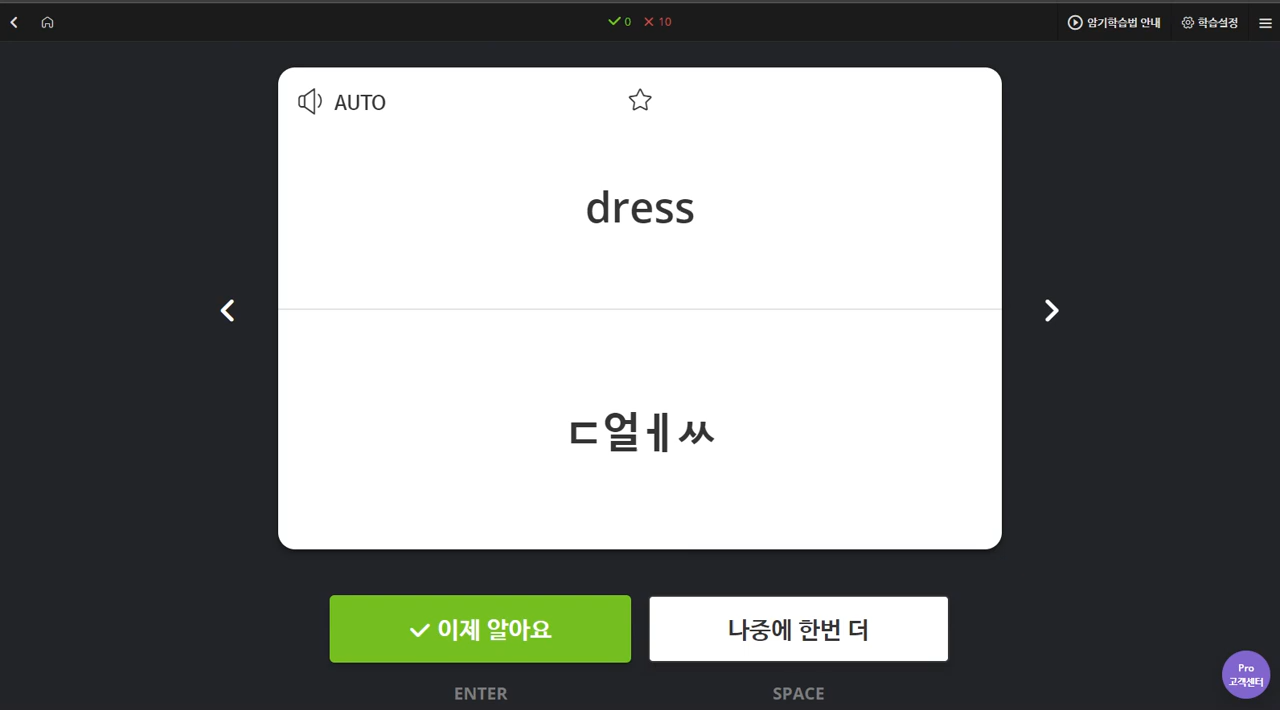 0 10
암기학습법 안내 학습설정
AUTO
dress
ㄷ얼ㅔㅆ
이제 알아요 나중에 한번 더
ENTER SPACE
Pro
고객센터